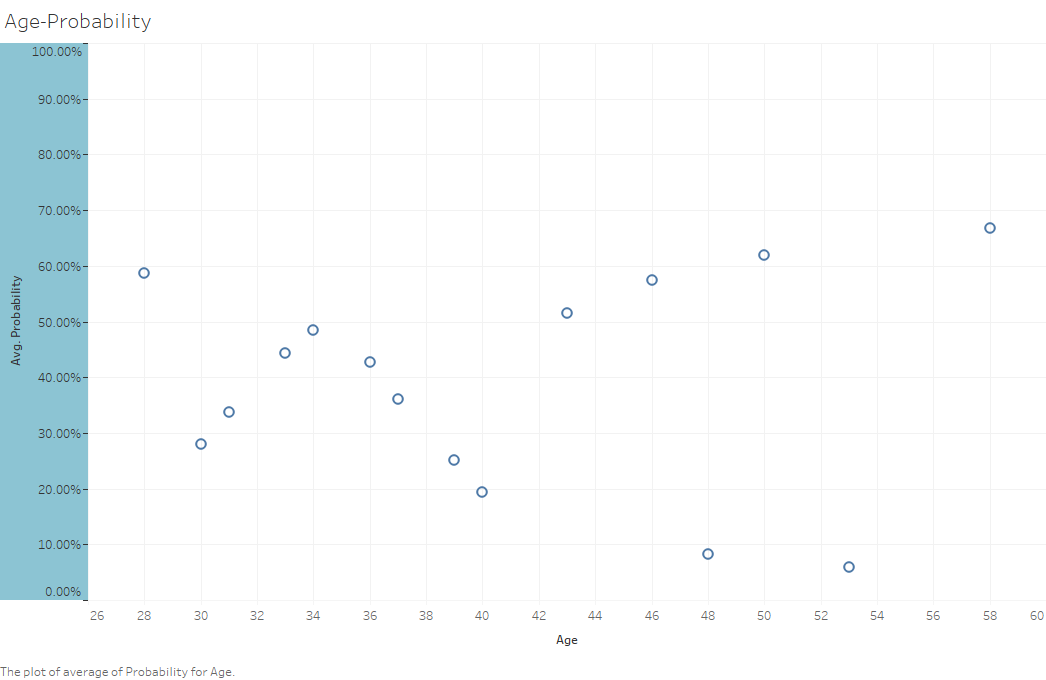 Age-Probability
100.00%
90.00%
80.00%
70.00%
60.00%
50.00%
40.00%
30.00%
20.00%
10.00%
0.00%
Avg. Probability
26 28 30 32 34 36 38 40 42 44 46 48 50 52 54 56 58 60
Age
The plot of average of Probability for Age.